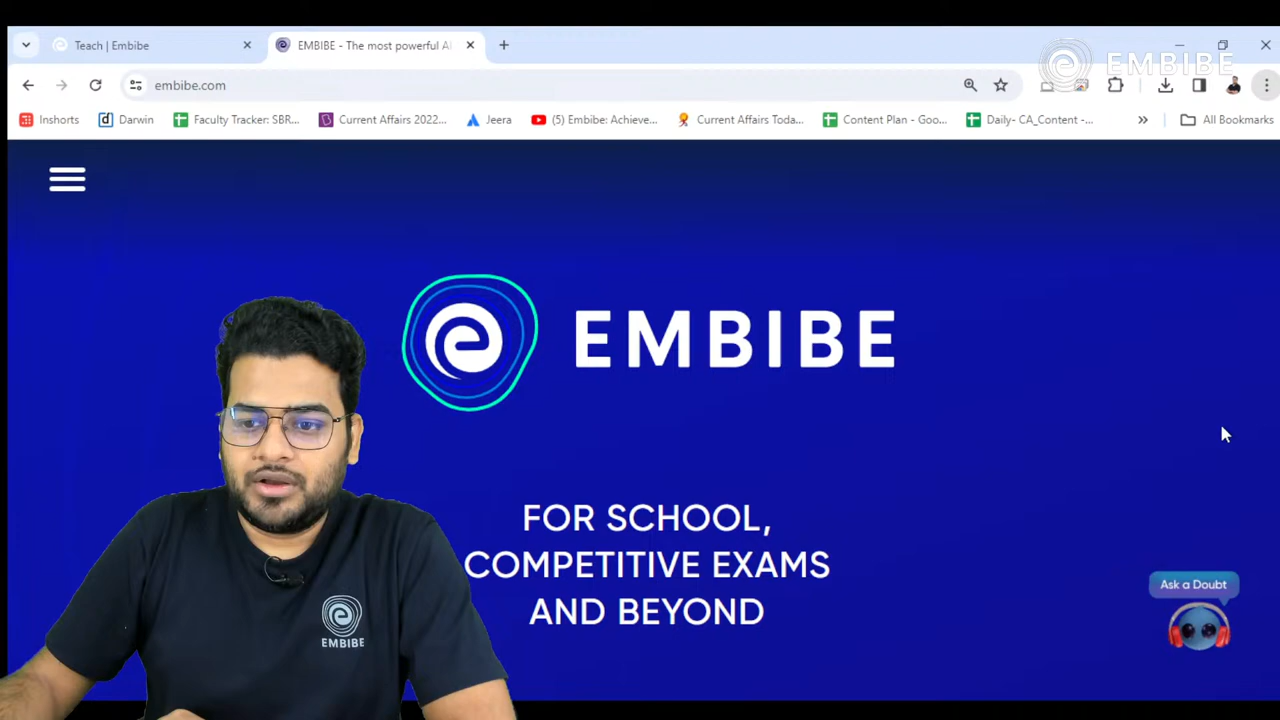 Teach | Embibe
EMBIBE - The most powerful AI
EMBIBE
embibe.com
Inshorts
Darwin
Faculty Tracker: SBR...
Current Affairs 2022...
Jeera
(5) Embibe: Achieve...
Current Affairs Toda...
Content Plan - Goo...
Daily- CA_Content -...
All Bookmarks
EMBIBE
FOR SCHOOL,
COMPETITIVE EXAMS
AND BEYOND
Ask a Doubt
EMBIBE